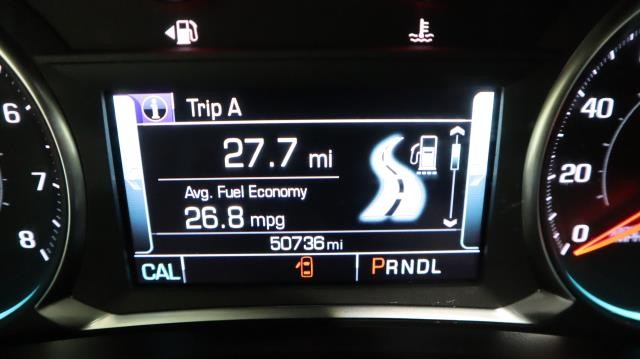 Trip A
27.7 mi
Avg. Fuel Economy
26.8 mpg
50736 mi
CAL
PRNDL
6
7
8
40
20
0